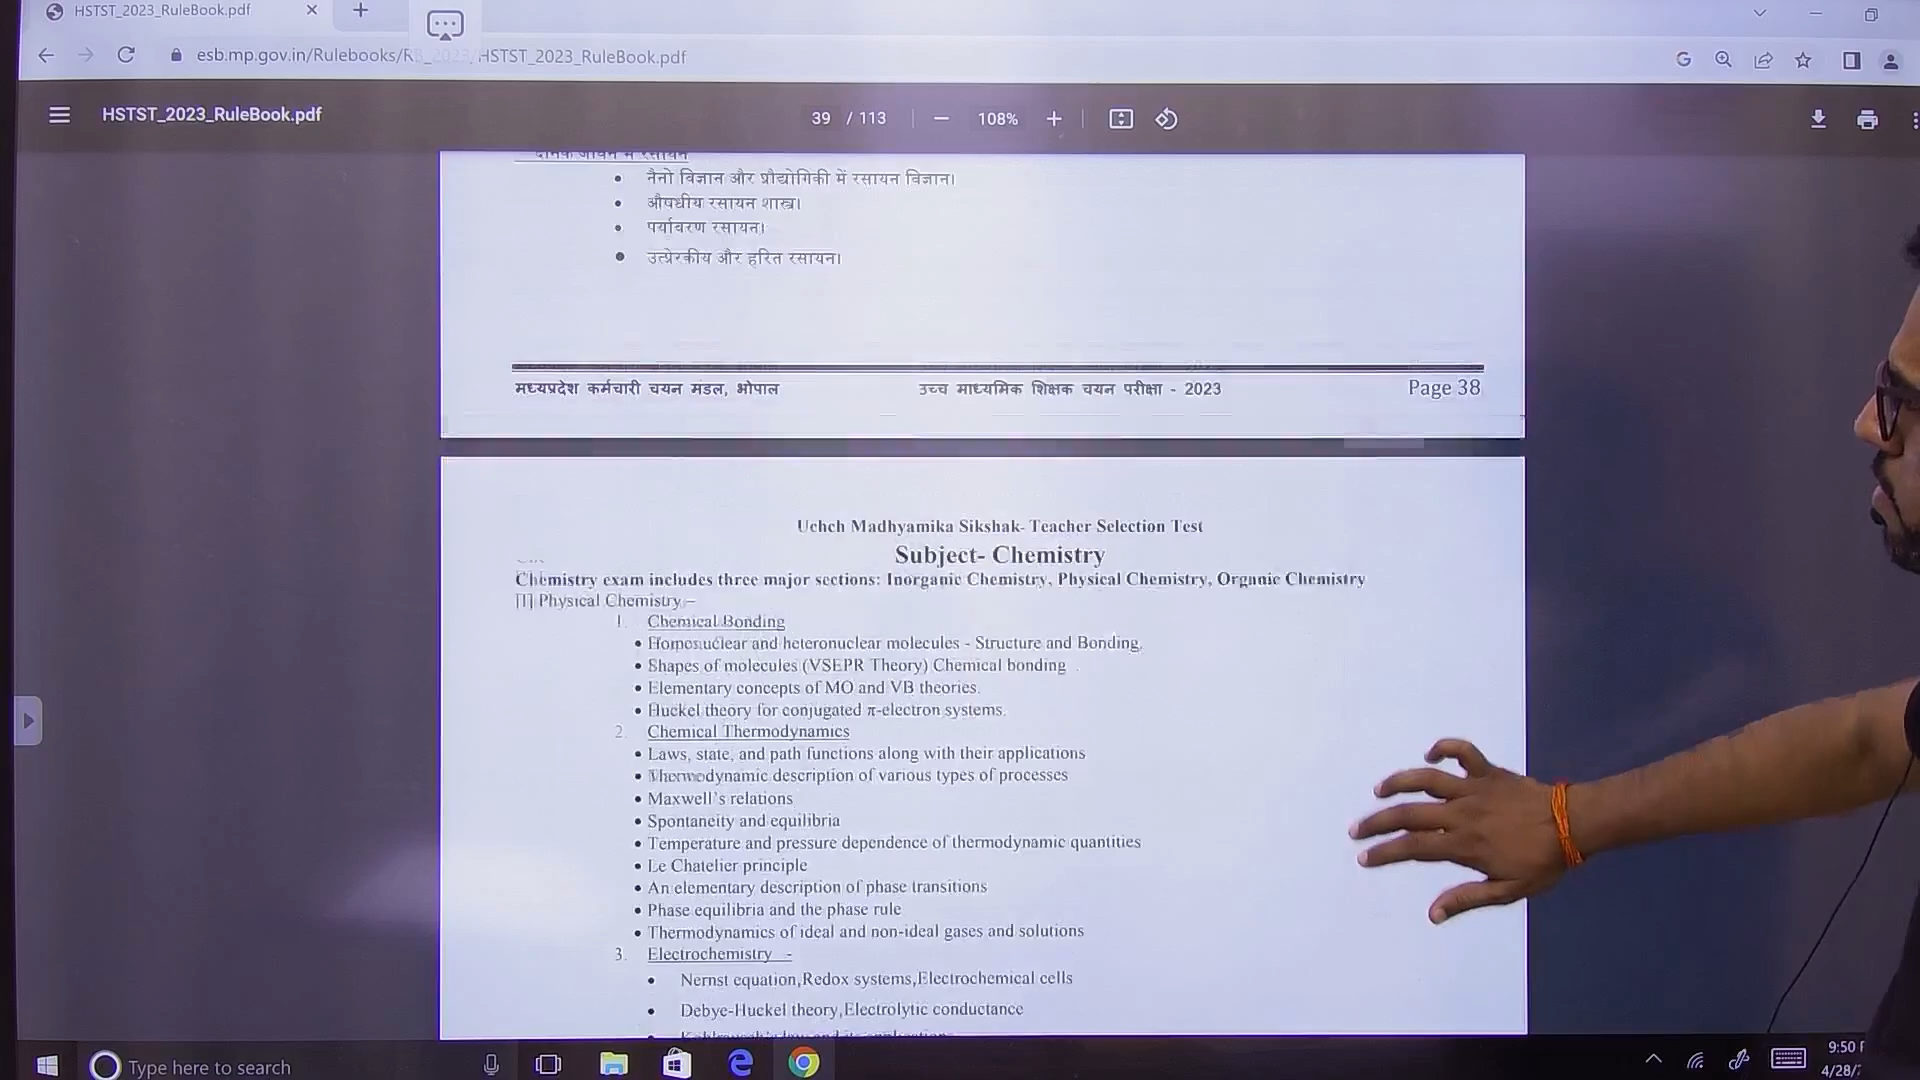 HSTST_2023_RuleBook.pdf
esb.mp.gov.in/Rulebooks/RB_2023/HSTST_2023_RuleBook.pdf
HSTST_2023_RuleBook.pdf
39 / 113
108%
दैनिक जीवन में रसायन
• नैनो विज्ञान और प्रौद्योगिकी में रसायन विज्ञान।
• औषधीय रसायन शास्त्र।
• पर्यावरण रसायन।
• उत्प्रेरकीय और हरित रसायन।
मध्यप्रदेश कर्मचारी चयन मंडल, भोपाल उच्च माध्यमिक शिक्षक चयन परीक्षा - 2023 Page 38
Uchch Madhyamika Sikshak- Teacher Selection Test
Subject- Chemistry
Chemistry exam includes three major sections: Inorganic Chemistry, Physical Chemistry, Organic Chemistry
[I] Physical Chemistry –
1. Chemical Bonding
• Homonuclear and heteronuclear molecules - Structure and Bonding.
• Shapes of molecules (VSEPR Theory) Chemical bonding
• Elementary concepts of MO and VB theories.
• Huckel theory for conjugated π-electron systems.
2. Chemical Thermodynamics
• Laws, state, and path functions along with their applications
• Thermodynamic description of various types of processes
• Maxwell's relations
• Spontaneity and equilibria
• Temperature and pressure dependence of thermodynamic quantities
• Le Chatelier principle
• An elementary description of phase transitions
• Phase equilibria and the phase rule
• Thermodynamics of ideal and non-ideal gases and solutions
3. Electrochemistry -
• Nernst equation,Redox systems,Electrochemical cells
• Debye-Huckel theory,Electrolytic conductance
Type here to search
9:50
4/28/